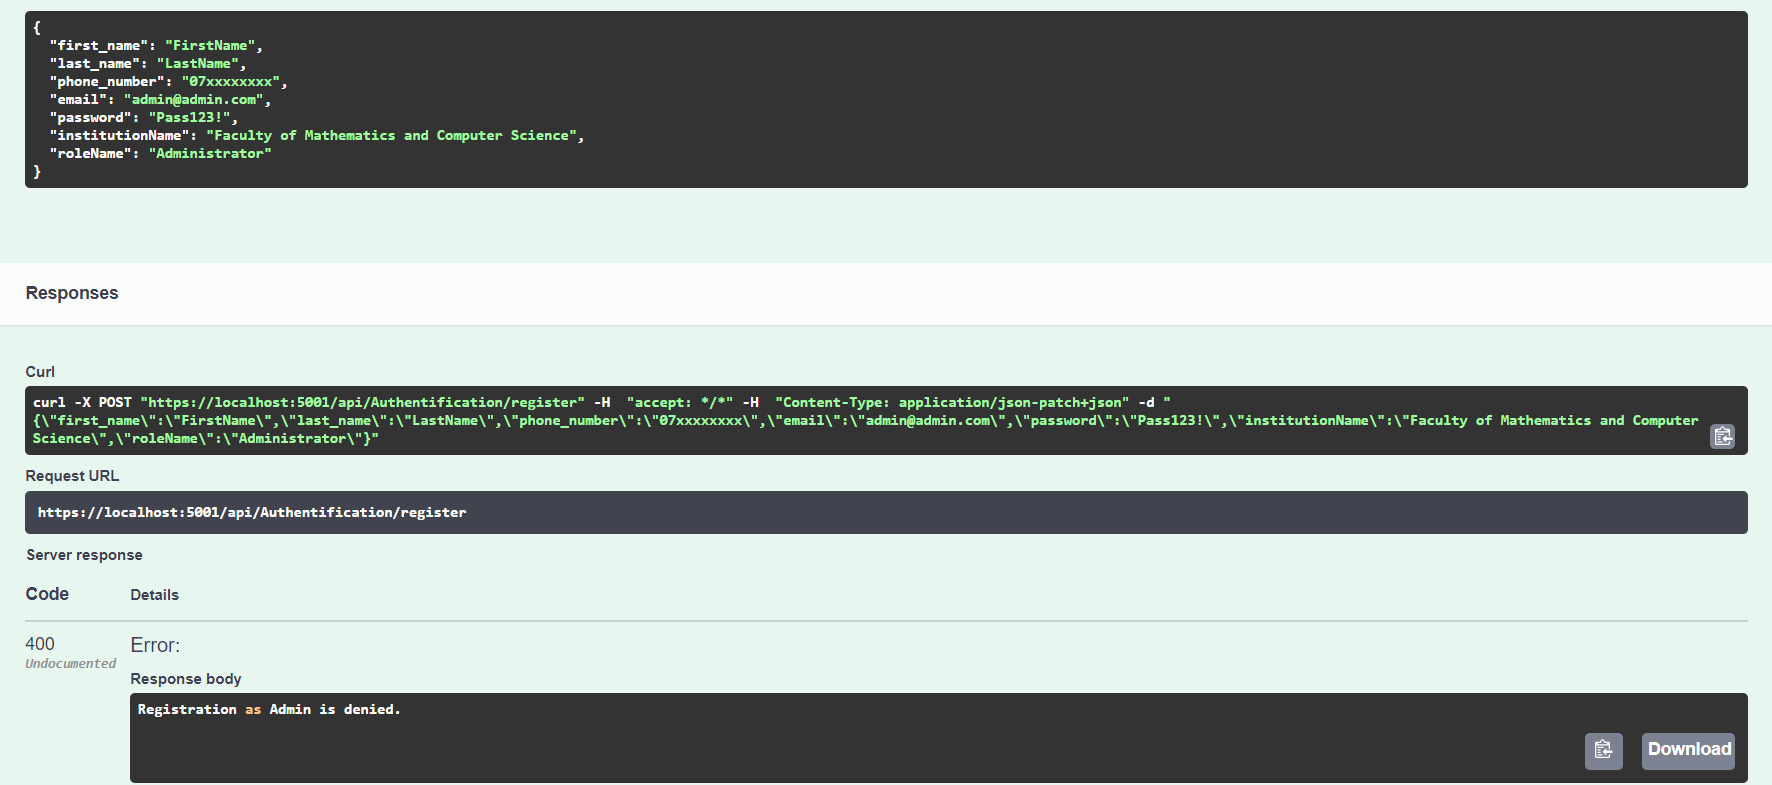 {
  "first_name": "FirstName",
  "last_name": "LastName",
  "phone_number": "07xxxxxxxx",
  "email": "admin@admin.com",
  "password": "Pass123!",
  "institutionName": "Faculty of Mathematics and Computer Science",
  "roleName": "Administrator"
}
Responses
Curl
curl -X POST "https://localhost:5001/api/Authentification/register" -H  "accept: */*" -H  "Content-Type: application/json-patch+json" -d "
{\"first_name\":\"FirstName\",\"last_name\":\"LastName\",\"phone_number\":\"07xxxxxxxx\",\"email\":\"admin@admin.com\",\"password\":\"Pass123!\",\"institutionName\":\"Faculty of Mathematics and Computer
Science\",\"roleName\":\"Administrator\"}"
Request URL
https://localhost:5001/api/Authentification/register
Server response
Code Details
400 Error:
Undocumented
Response body
Registration as Admin is denied.
Download